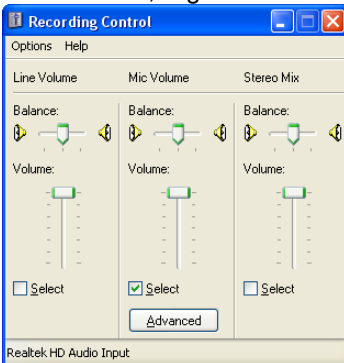 Recording Control
Options Help
Line Volume Mic Volume Stereo Mix
Balance: Balance: Balance:
Volume: Volume: Volume:
Select Select Select
Advanced
Realtek HD Audio Input